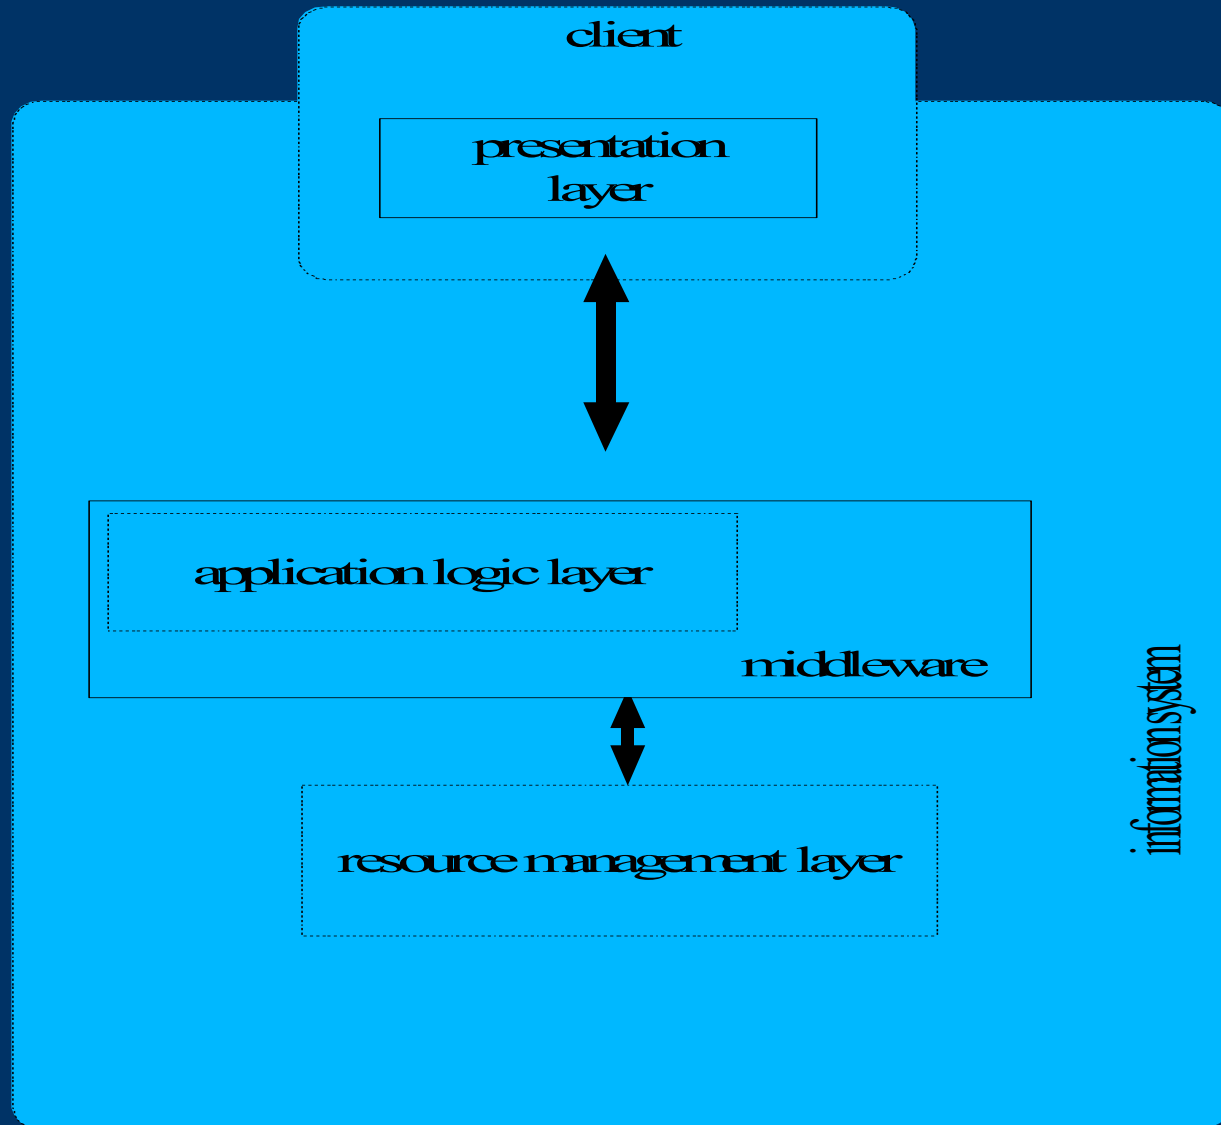 client
presentation
layer
application logic layer
middleware
information system
resource management layer